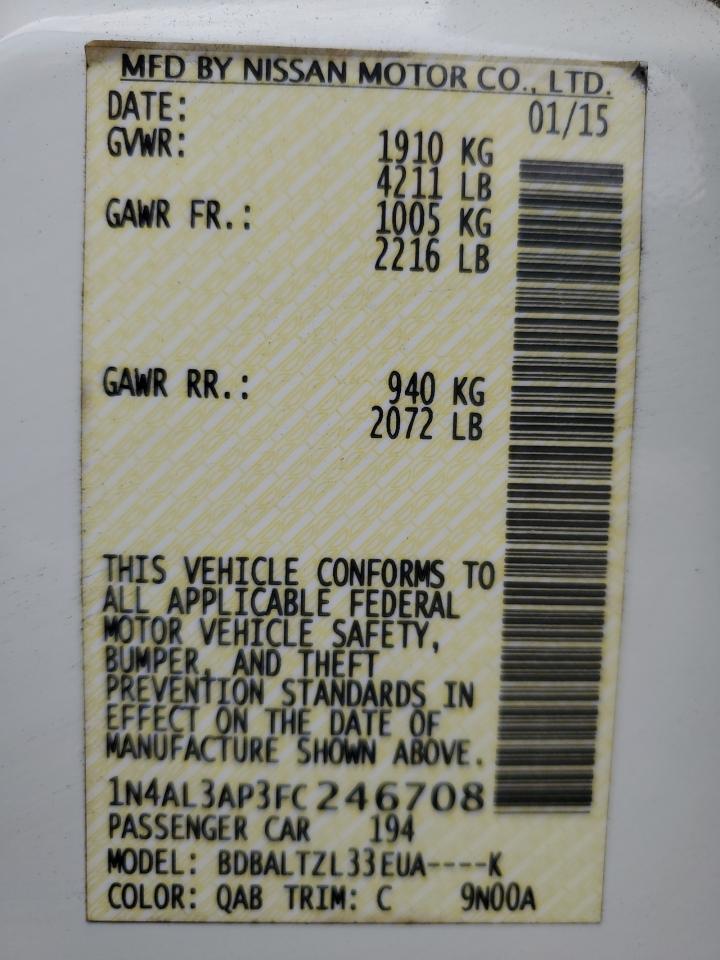 MFD BY NISSAN MOTOR CO., LTD.
DATE: 01/15
GVWR: 1910 KG
4211 LB
GAWR FR.: 1005 KG
2216 LB
GAWR RR.: 940 KG
2072 LB
THIS VEHICLE CONFORMS TO
ALL APPLICABLE FEDERAL
MOTOR VEHICLE SAFETY,
BUMPER, AND THEFT
PREVENTION STANDARDS IN
EFFECT ON THE DATE OF
MANUFACTURE SHOWN ABOVE.
1N4AL3AP3FC246708
PASSENGER CAR 194
MODEL: BDBALTZL33EUA----K
COLOR: QAB TRIM: C 9N00A